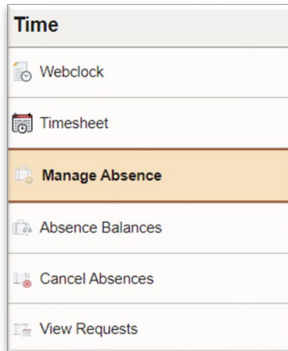 Time
Webclock
Timesheet
Manage Absence
Absence Balances
Cancel Absences
View Requests